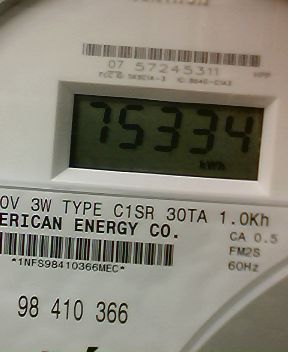 07 57245311
75334
kWh
0V 3W TYPE C1SR 30TA 1.0Kh
ERICAN ENERGY CO.
CA 0.5
FM2S
60Hz
*1NFS98410366MEC*
98 410 366